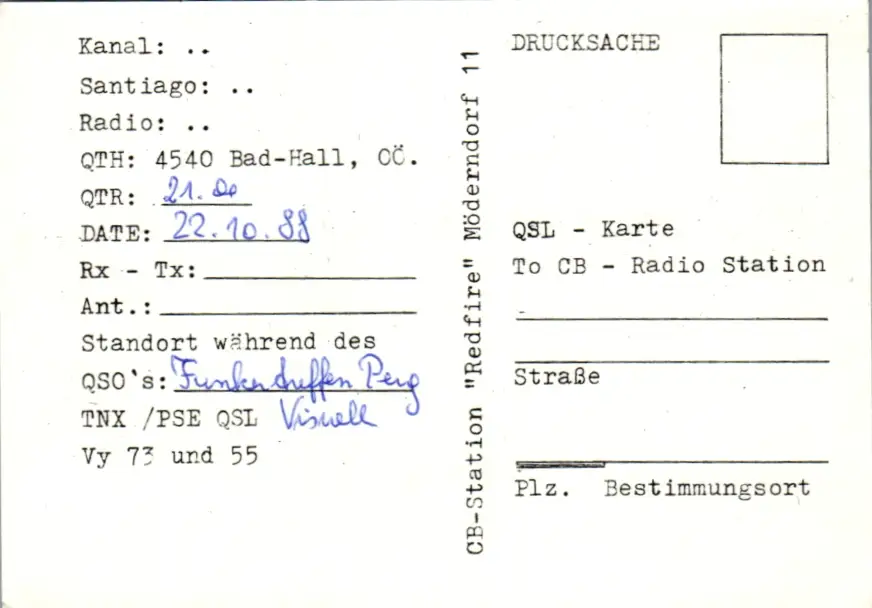 Kanal: ..
Santiago: ..
Radio: ..
QTH: 4540 Bad-Hall, OÖ.
QTR: 21.00
DATE: 22.10.88
Rx - Tx:
Ant.:
Standort während des
QSO's: Funkertreffen Perg
TNX /PSE QSL Visuell
Vy 73 und 55
CB-Station "Redfire" Möderndorf 11
DRUCKSACHE
QSL - Karte
To CB - Radio Station
Straße
Plz. Bestimmungsort